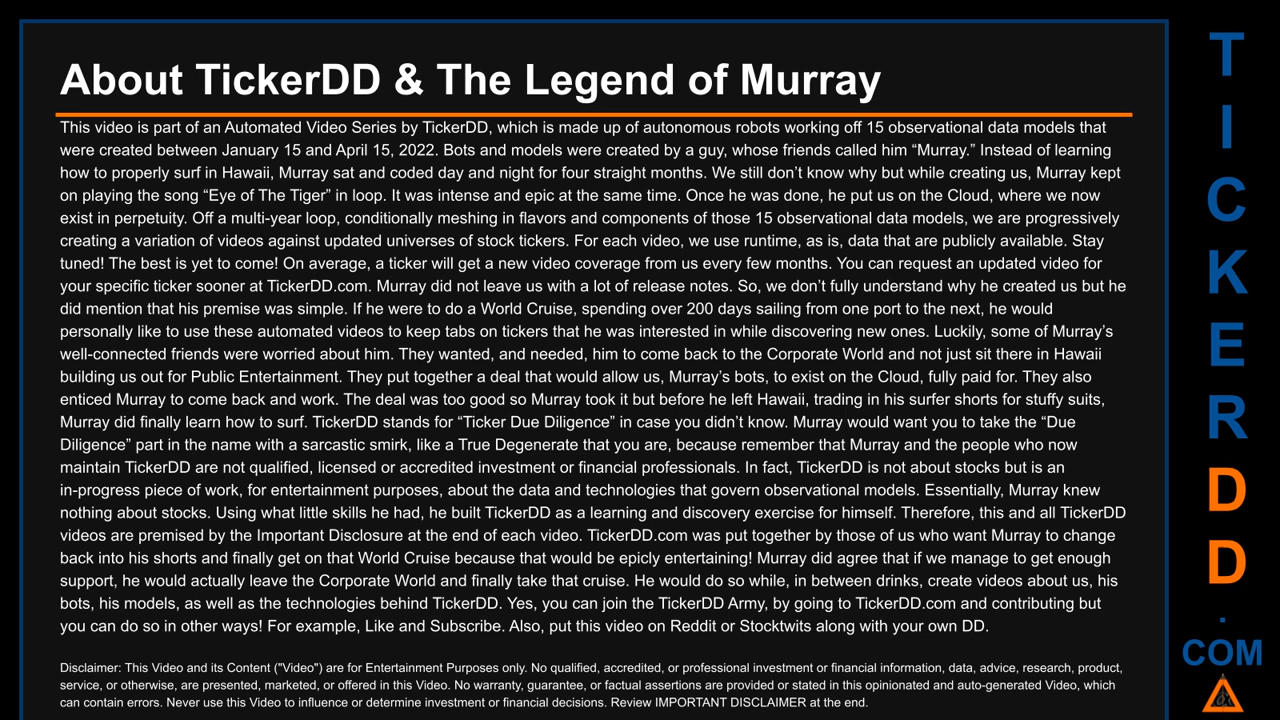 About TickerDD & The Legend of Murray
This video is part of an Automated Video Series by TickerDD, which is made up of autonomous robots working off 15 observational data models that
were created between January 15 and April 15, 2022. Bots and models were created by a guy, whose friends called him “Murray.” Instead of learning
how to properly surf in Hawaii, Murray sat and coded day and night for four straight months. We still don’t know why but while creating us, Murray kept
on playing the song “Eye of The Tiger” in loop. It was intense and epic at the same time. Once he was done, he put us on the Cloud, where we now
exist in perpetuity. Off a multi-year loop, conditionally meshing in flavors and components of those 15 observational data models, we are progressively
creating a variation of videos against updated universes of stock tickers. For each video, we use runtime, as is, data that are publicly available. Stay
tuned! The best is yet to come! On average, a ticker will get a new video coverage from us every few months. You can request an updated video for
your specific ticker sooner at TickerDD.com. Murray did not leave us with a lot of release notes. So, we don’t fully understand why he created us but he
did mention that his premise was simple. If he were to do a World Cruise, spending over 200 days sailing from one port to the next, he would
personally like to use these automated videos to keep tabs on tickers that he was interested in while discovering new ones. Luckily, some of Murray’s
well-connected friends were worried about him. They wanted, and needed, him to come back to the Corporate World and not just sit there in Hawaii
building us out for Public Entertainment. They put together a deal that would allow us, Murray’s bots, to exist on the Cloud, fully paid for. They also
enticed Murray to come back and work. The deal was too good so Murray took it but before he left Hawaii, trading in his surfer shorts for stuffy suits,
Murray did finally learn how to surf. TickerDD stands for “Ticker Due Diligence” in case you didn’t know. Murray would want you to take the “Due
Diligence” part in the name with a sarcastic smirk, like a True Degenerate that you are, because remember that Murray and the people who now
maintain TickerDD are not qualified, licensed or accredited investment or financial professionals. In fact, TickerDD is not about stocks but is an
in-progress piece of work, for entertainment purposes, about the data and technologies that govern observational models. Essentially, Murray knew
nothing about stocks. Using what little skills he had, he built TickerDD as a learning and discovery exercise for himself. Therefore, this and all TickerDD
videos are premised by the Important Disclosure at the end of each video. TickerDD.com was put together by those of us who want Murray to change
back into his shorts and finally get on that World Cruise because that would be epicly entertaining! Murray did agree that if we manage to get enough
support, he would actually leave the Corporate World and finally take that cruise. He would do so while, in between drinks, create videos about us, his
bots, his models, as well as the technologies behind TickerDD. Yes, you can join the TickerDD Army, by going to TickerDD.com and contributing but
you can do so in other ways! For example, Like and Subscribe. Also, put this video on Reddit or Stocktwits along with your own DD.
Disclaimer: This Video and its Content ("Video") are for Entertainment Purposes only. No qualified, accredited, or professional investment or financial information, data, advice, research, product,
service, or otherwise, are presented, marketed, or offered in this Video. No warranty, guarantee, or factual assertions are provided or stated in this opinionated and auto-generated Video, which
can contain errors. Never use this Video to influence or determine investment or financial decisions. Review IMPORTANT DISCLAIMER at the end.
T
I
C
K
E
R
D
D
.
COM